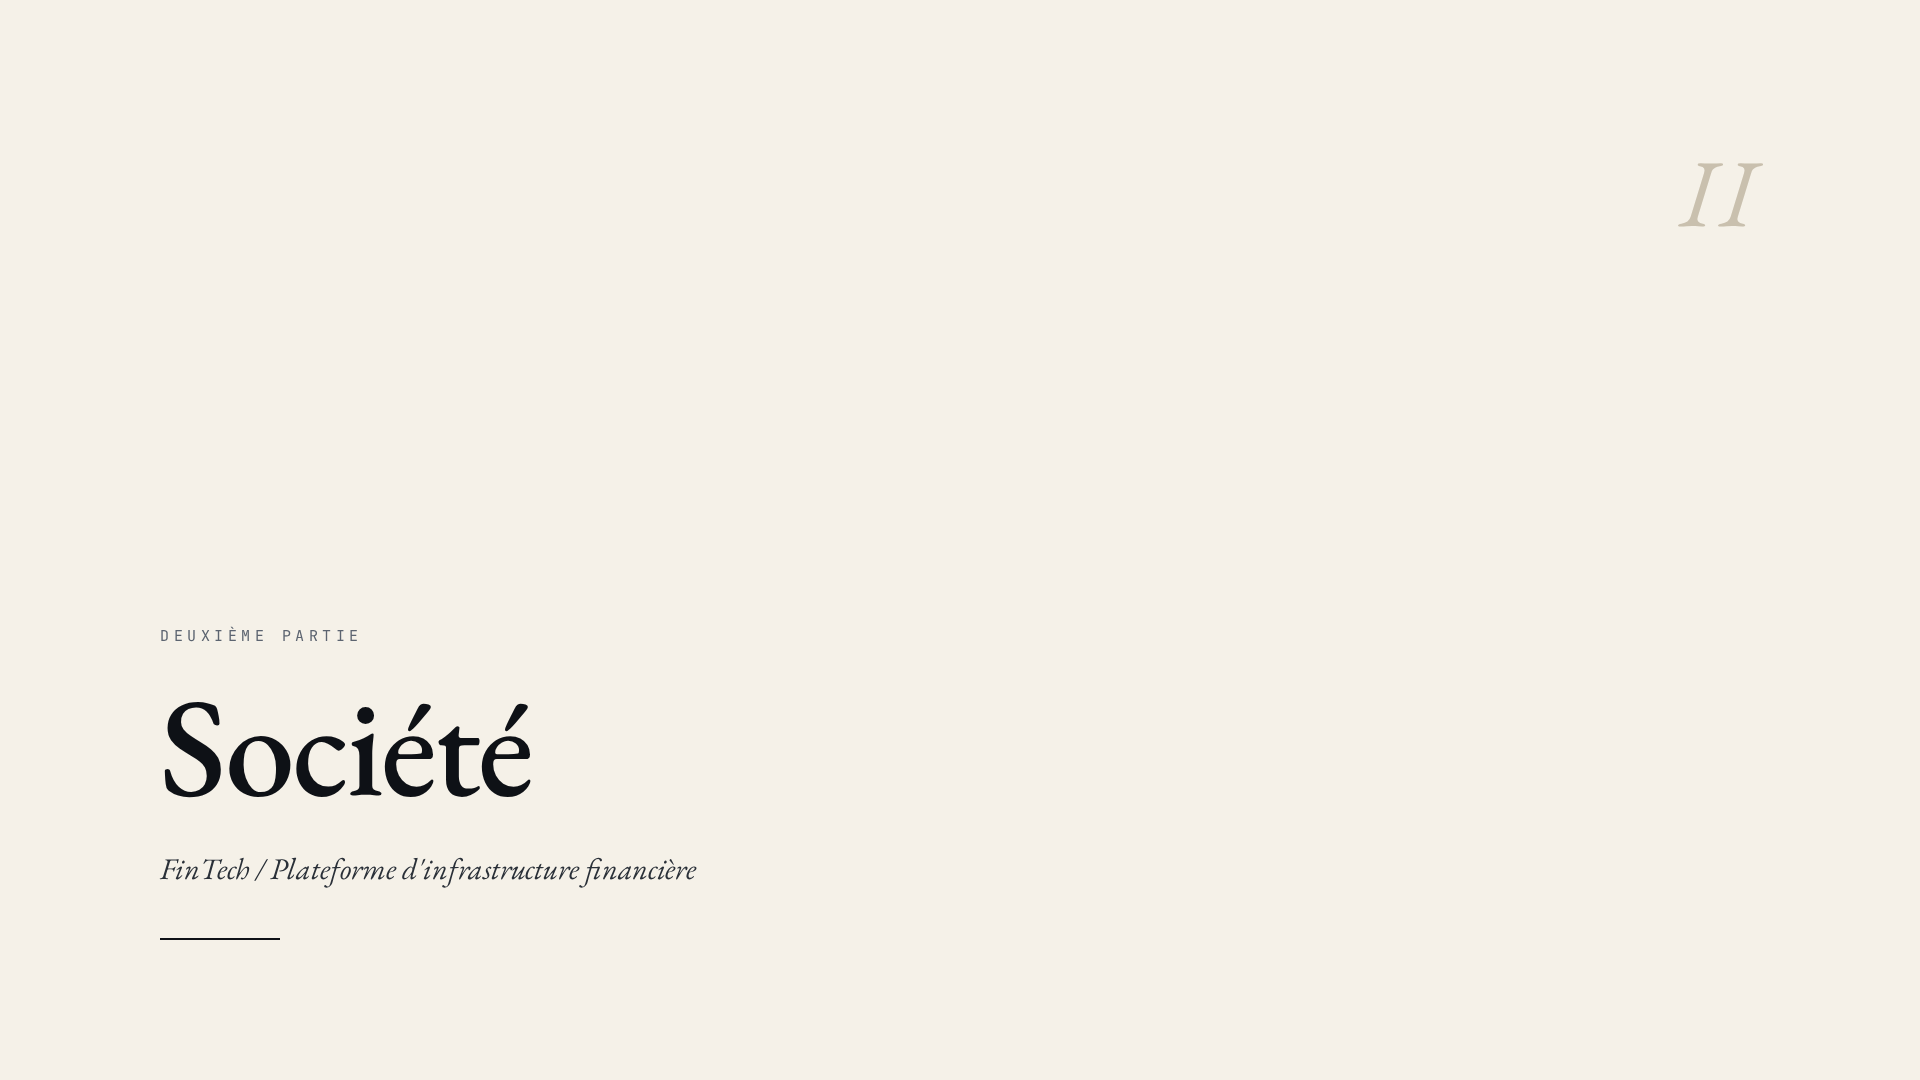 II
DEUXIÈME PARTIE
Société
FinTech / Plateforme d'infrastructure financière